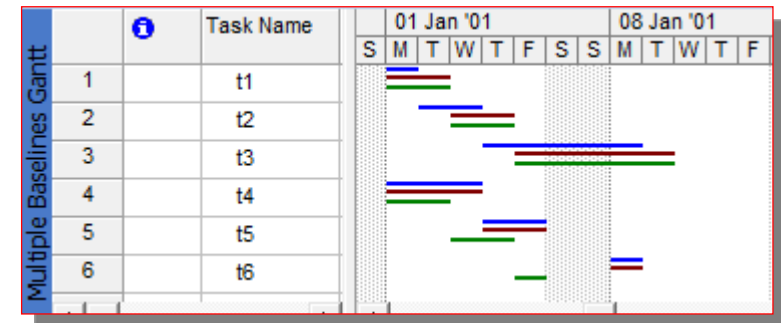 Multiple Baselines Gantt
Task Name
01 Jan '01 08 Jan '01
S M T W T F S S M T W T F
1 t1
2 t2
3 t3
4 t4
5 t5
6 t6